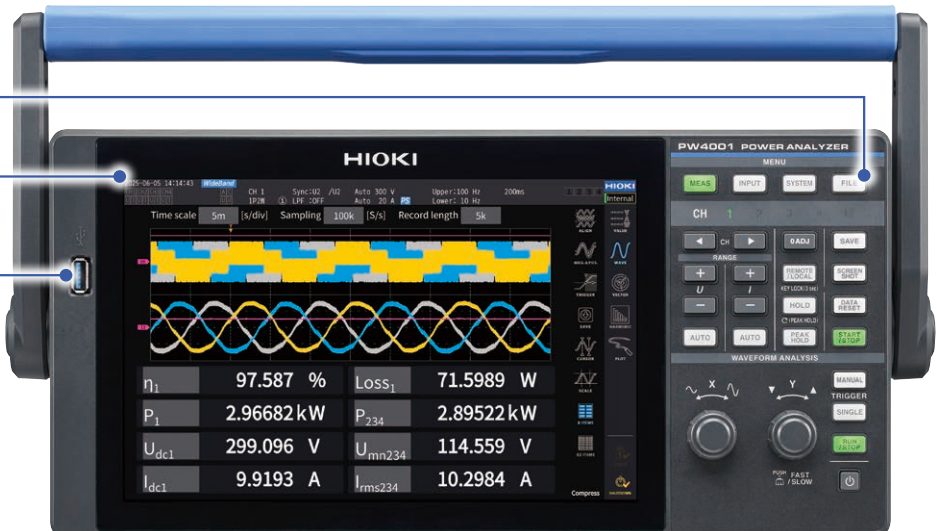 HIOKI
PW4001 POWER ANALYZER
MENU
MEAS INPUT SYSTEM FILE
2025-06-05 14:14:43 WideBand CH 1 Sync:U2 /U2 Auto 300 V Upper:100 Hz 200ms HIOKI
1P2W ① LPF :OFF Auto 20 A PS Lower: 10 Hz Internal
Time scale 5m [s/div] Sampling 100k [S/s] Record length 5k
ALIGN VALUE
WAVE
TRIGGER VECTOR
HARMONIC
CURSOR PLOT
SCALE
η1 97.587 % Loss1 71.5989 W
P1 2.96682 kW P234 2.89522 kW
Udc1 299.096 V Umn234 114.559 V
Idc1 9.9193 A Irms234 10.2984 A
Compress
CH 1 2 3 4
◀ CH ▶ 0ADJ SAVE
RANGE
+ + REMOTE /LOCAL SCREEN SHOT
U I KEY LOCK(3 sec)
− − HOLD DATA RESET
(PEAK HOLD)
AUTO AUTO PEAK HOLD START /STOP
WAVEFORM ANALYSIS
X Y MANUAL
TRIGGER
SINGLE
RUN /STOP
PUSH FAST /SLOW